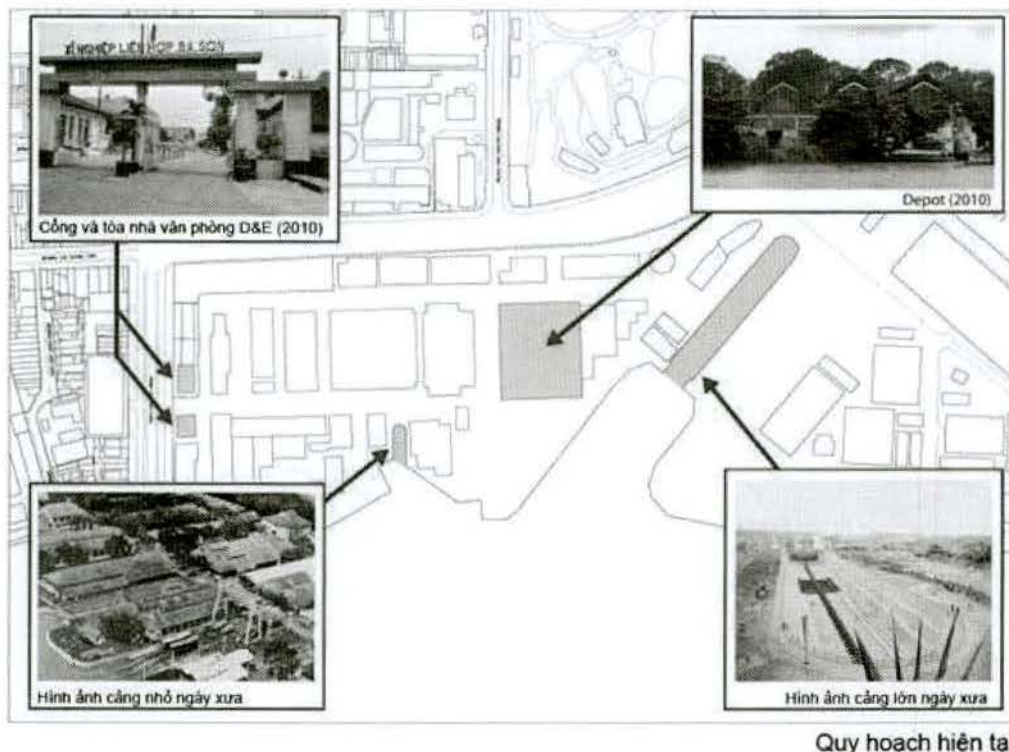 XÍ NGHIỆP LIÊN HỢP BA SON
Cổng và tòa nhà văn phòng D&E (2010)
Depot (2010)
Hình ảnh cảng nhỏ ngày xưa
Hình ảnh cảng lớn ngày xưa
Quy hoạch hiện tạ